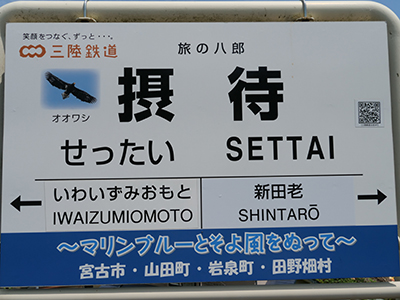 笑顔をつなぐ、ずっと・・・。
三陸鉄道
旅の八郎
オオワシ
摂待
せったい SETTAI
いわいずみおもと
IWAIZUMIOMOTO
新田老
SHINTARŌ
～マリンブルーとそよ風をぬって～
宮古市・山田町・岩泉町・田野畑村